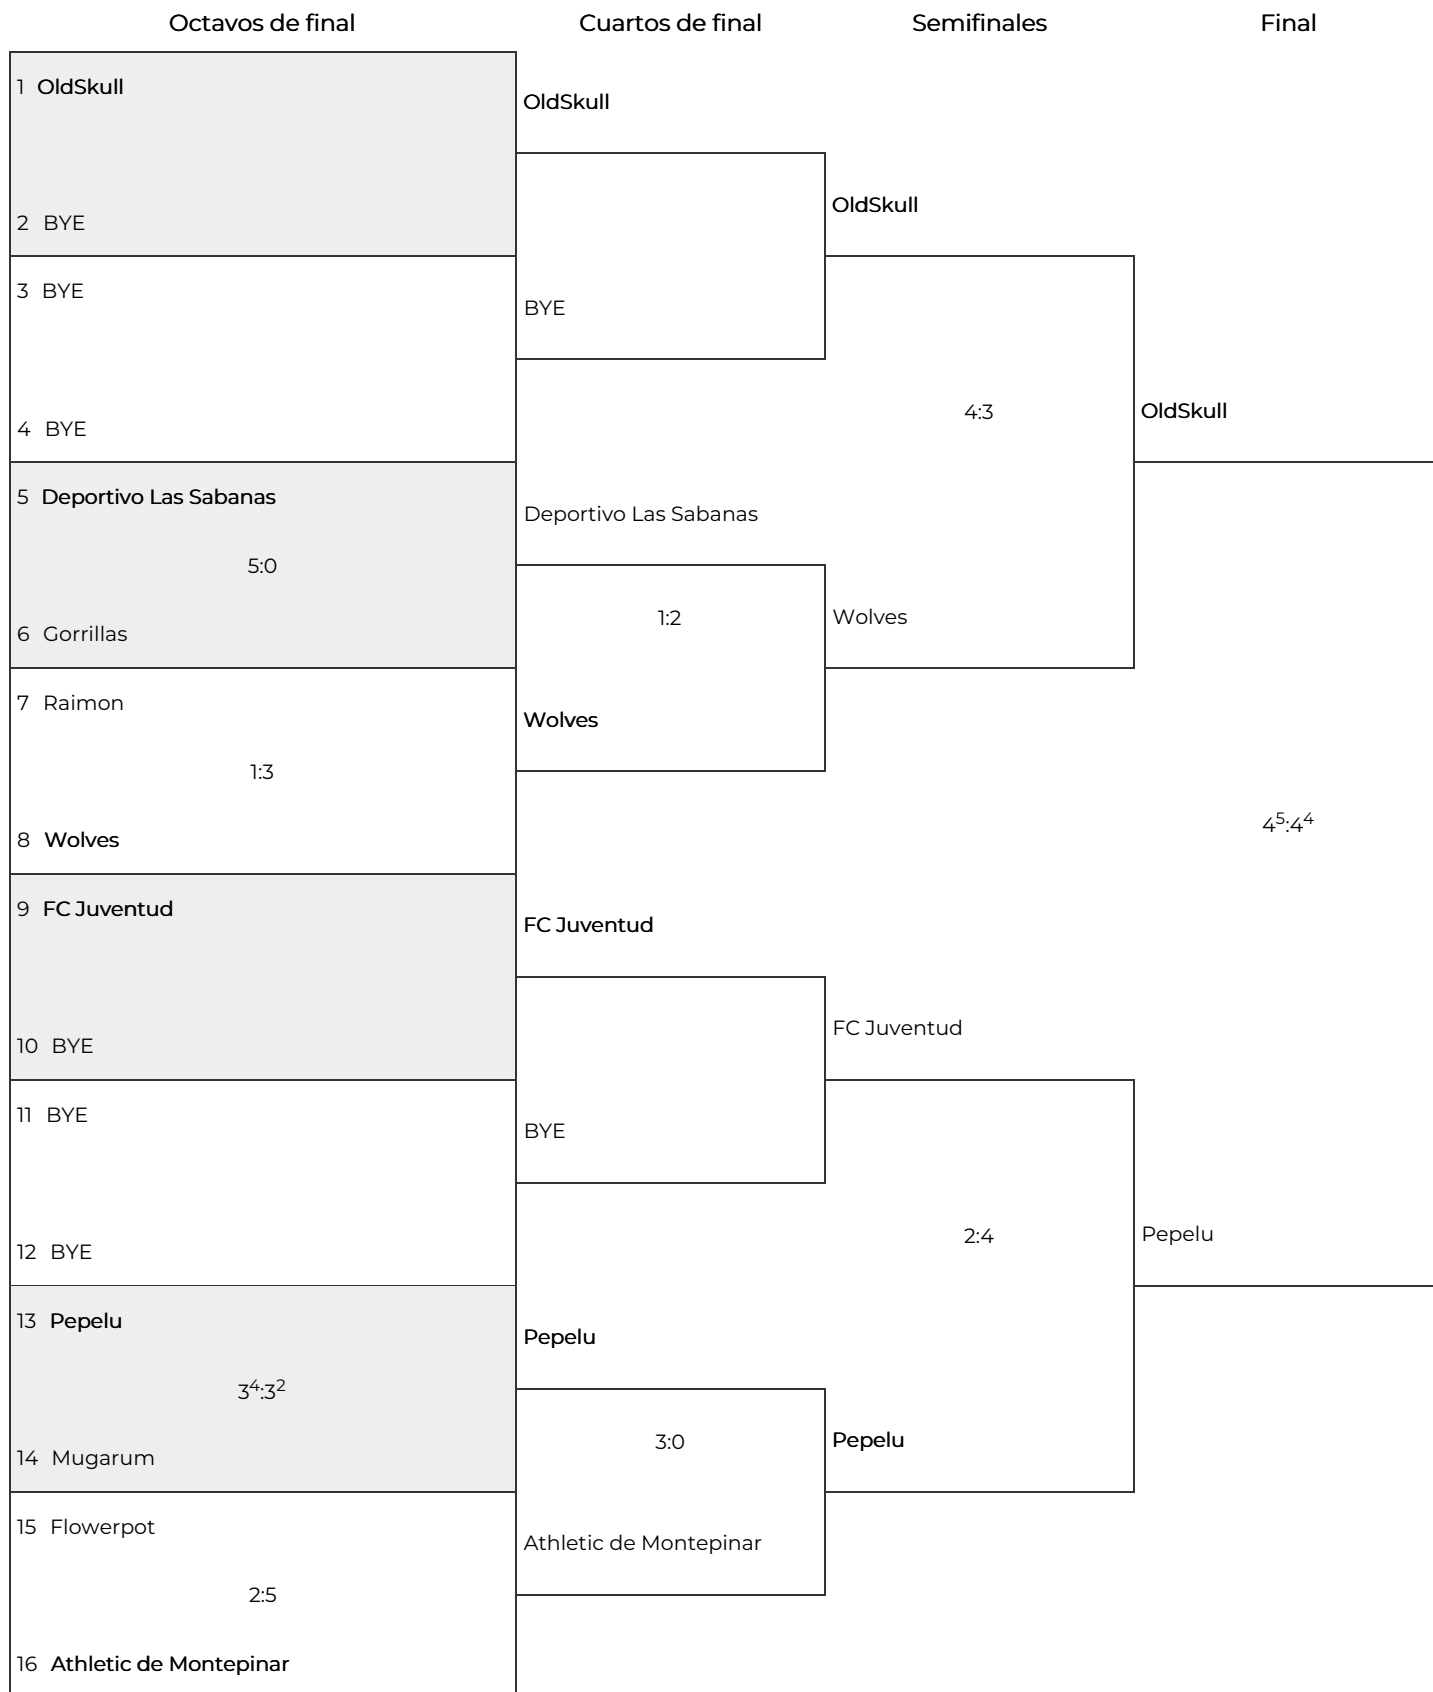 Octavos de final
Cuartos de final
Semifinales
Final
1 OldSkull
2 BYE
3 BYE
4 BYE
5 Deportivo Las Sabanas
5:0
6 Gorrillas
7 Raimon
1:3
8 Wolves
9 FC Juventud
10 BYE
11 BYE
12 BYE
13 Pepelu
3⁴:3²
14 Mugarum
15 Flowerpot
2:5
16 Athletic de Montepinar
OldSkull
BYE
Deportivo Las Sabanas
1:2
Wolves
FC Juventud
BYE
Pepelu
3:0
Athletic de Montepinar
OldSkull
4:3
Wolves
FC Juventud
2:4
Pepelu
OldSkull
4⁵:4⁴
Pepelu